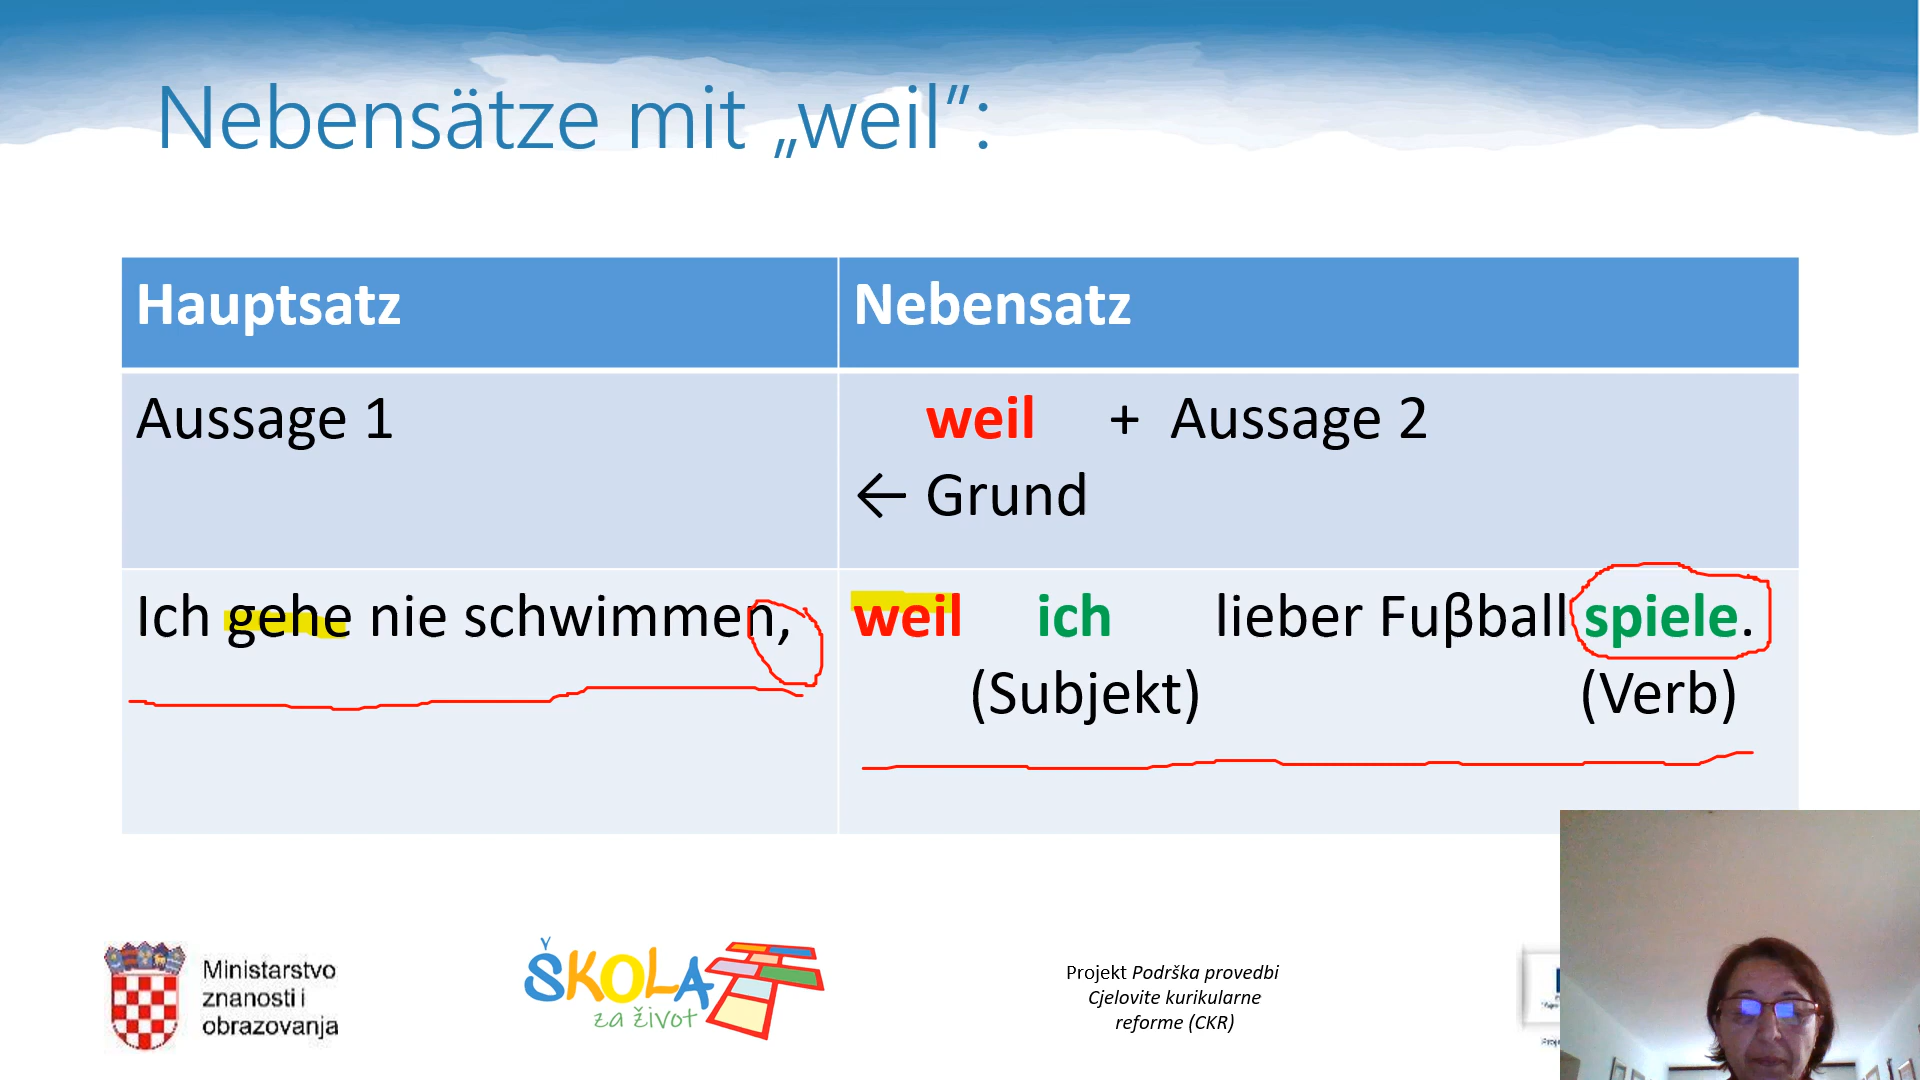 Nebensätze mit „weil”:
Hauptsatz
Nebensatz
Aussage 1
weil + Aussage 2
← Grund
Ich gehe nie schwimmen,
weil ich lieber Fuβball spiele.
(Subjekt) (Verb)
Ministarstvo
znanosti i
obrazovanja
ŠKOLA
za život
Projekt Podrška provedbi
Cjelovite kurikularne
reforme (CKR)